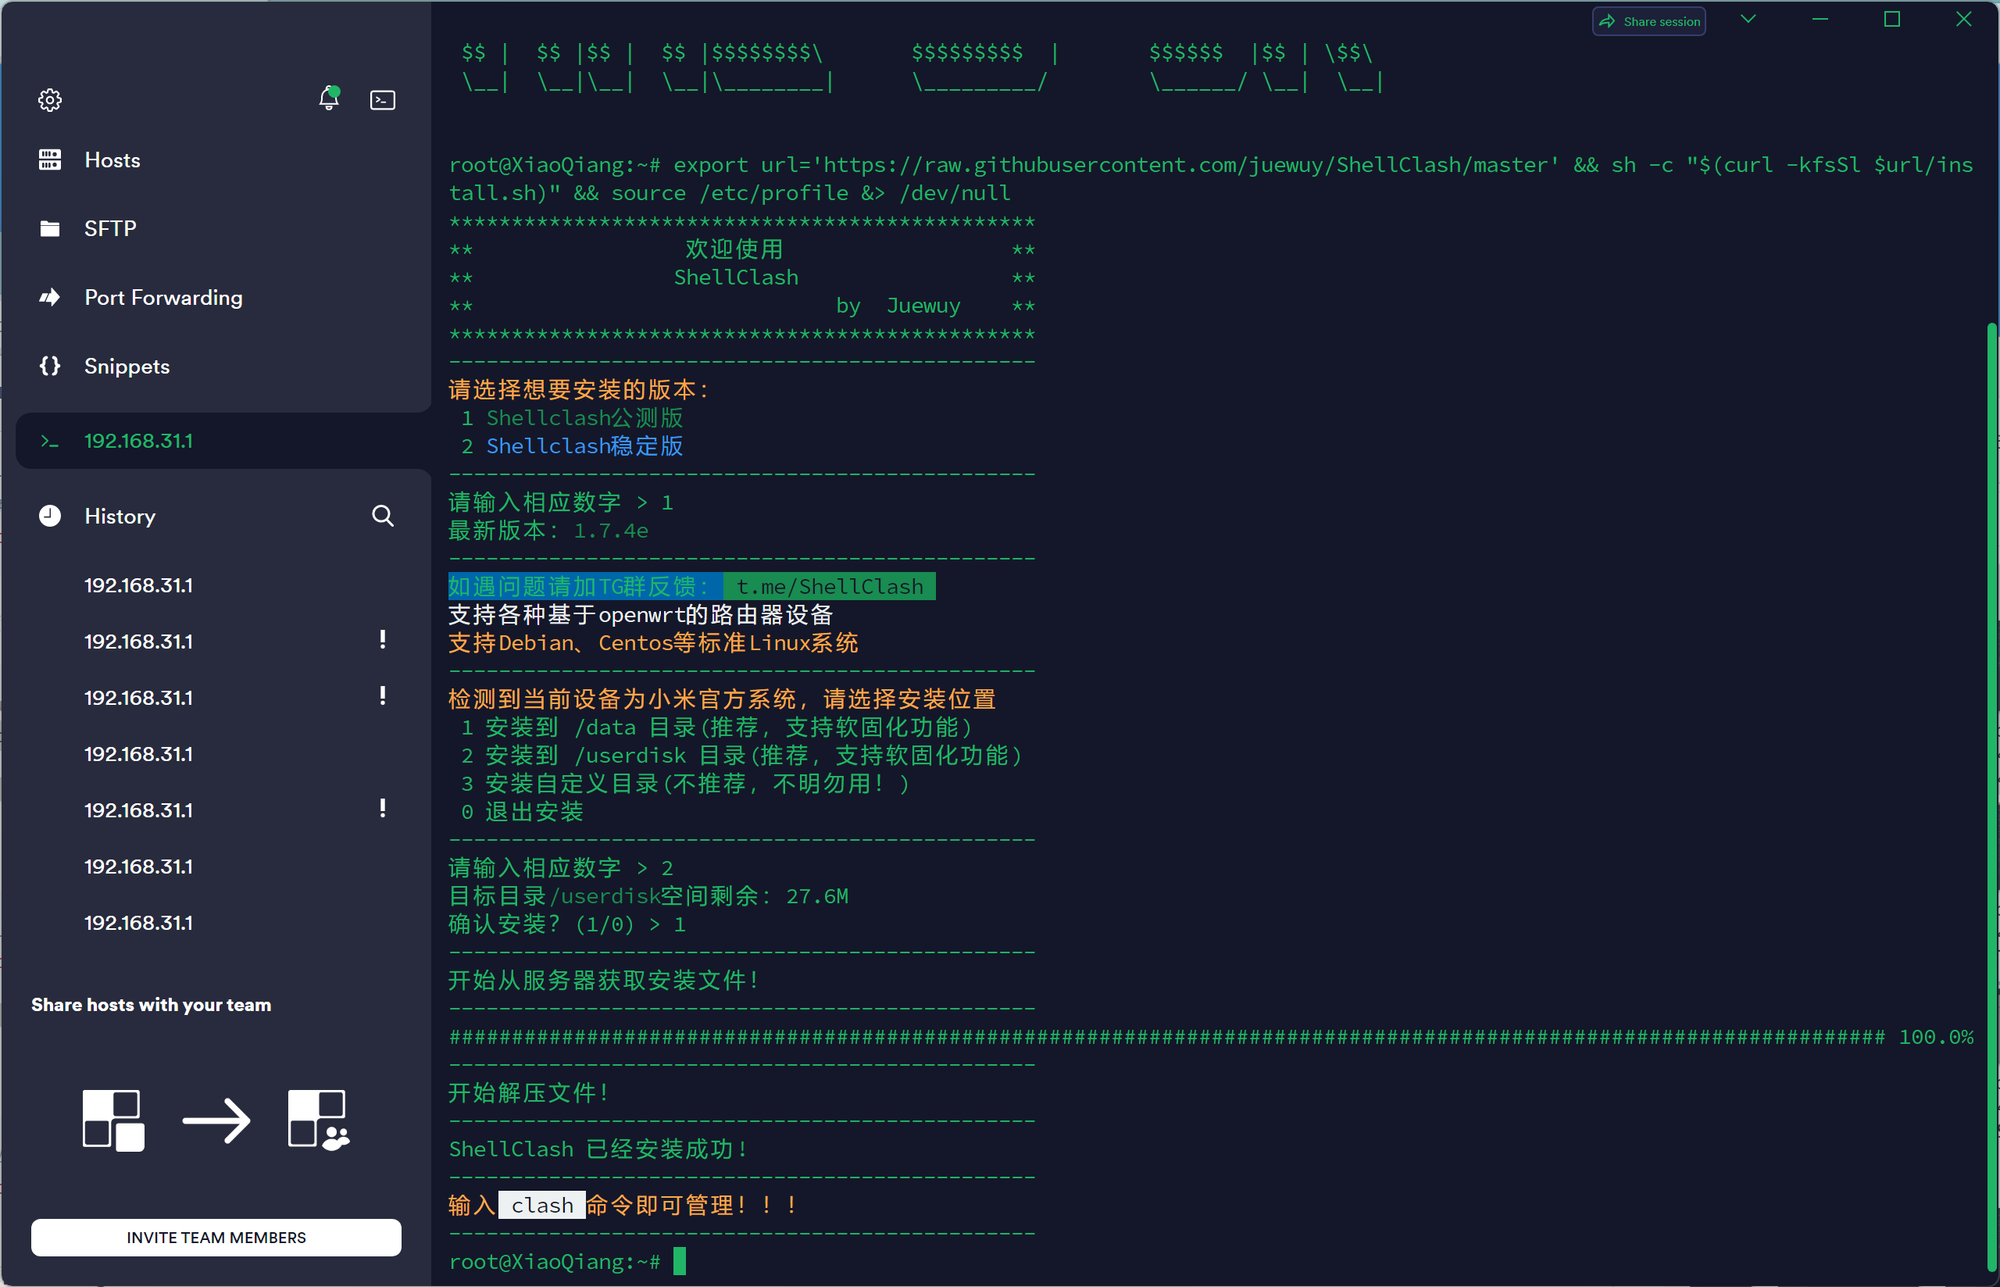 Share session
Hosts
SFTP
Port Forwarding
Snippets
192.168.31.1
History
192.168.31.1
192.168.31.1 !
192.168.31.1 !
192.168.31.1
192.168.31.1 !
192.168.31.1
192.168.31.1
Share hosts with your team
INVITE TEAM MEMBERS
$$ |  $$ |$$ |  $$ |$$$$$$$$\       $$$$$$$$$  |       $$$$$$  |$$ | \$$\
\__|  \__|\__|  \__|\________|      \_________/        \______/ \__|  \__|
root@XiaoQiang:~# export url='https://raw.githubusercontent.com/juewuy/ShellClash/master' && sh -c "$(curl -kfsSl $url/ins
tall.sh)" && source /etc/profile &> /dev/null
***********************************************
**                 欢迎使用                  **
**                ShellClash                 **
**                             by  Juewuy    **
***********************************************
-----------------------------------------------
请选择想要安装的版本：
1 Shellclash公测版
2 Shellclash稳定版
-----------------------------------------------
请输入相应数字 > 1
最新版本：1.7.4e
-----------------------------------------------
如遇问题请加TG群反馈： t.me/ShellClash
支持各种基于openwrt的路由器设备
支持Debian、Centos等标准Linux系统
-----------------------------------------------
检测到当前设备为小米官方系统，请选择安装位置
1 安装到 /data 目录(推荐，支持软固化功能)
2 安装到 /userdisk 目录(推荐，支持软固化功能)
3 安装自定义目录(不推荐，不明勿用！)
0 退出安装
-----------------------------------------------
请输入相应数字 > 2
目标目录/userdisk空间剩余：27.6M
确认安装？(1/0) > 1
-----------------------------------------------
开始从服务器获取安装文件！
-----------------------------------------------
################################################################################################################### 100.0%
-----------------------------------------------
开始解压文件！
-----------------------------------------------
ShellClash 已经安装成功！
-----------------------------------------------
输入 clash 命令即可管理！！！
-----------------------------------------------
root@XiaoQiang:~#